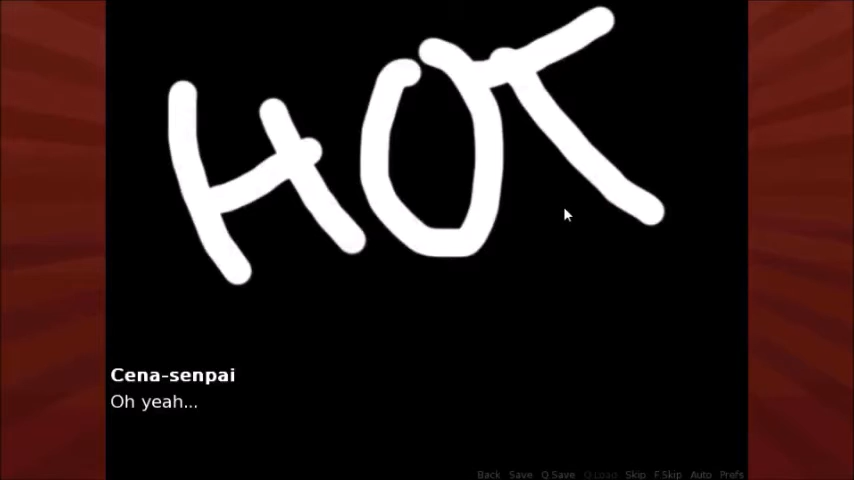 HOT
Cena-senpai
Oh yeah...
Back Save Q.Save Q.Load Skip F.Skip Auto Prefs